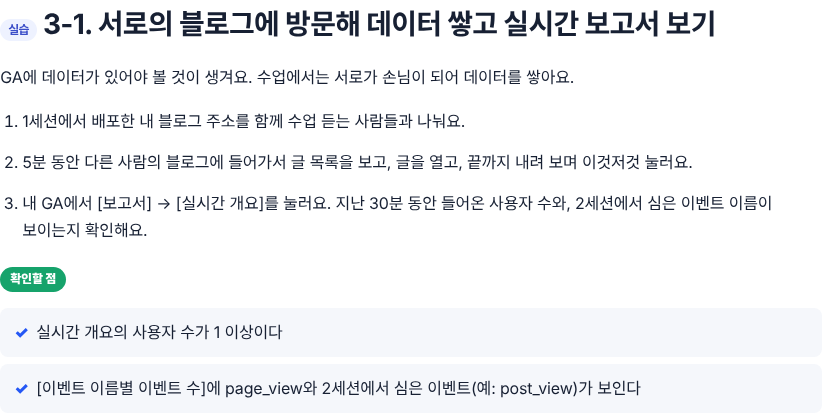 실습 3-1. 서로의 블로그에 방문해 데이터 쌓고 실시간 보고서 보기
GA에 데이터가 있어야 볼 것이 생겨요. 수업에서는 서로가 손님이 되어 데이터를 쌓아요.
1. 1세션에서 배포한 내 블로그 주소를 함께 수업 듣는 사람들과 나눠요.
2. 5분 동안 다른 사람의 블로그에 들어가서 글 목록을 보고, 글을 열고, 끝까지 내려 보며 이것저것 눌러요.
3. 내 GA에서 [보고서] → [실시간 개요]를 눌러요. 지난 30분 동안 들어온 사용자 수와, 2세션에서 심은 이벤트 이름이
보이는지 확인해요.
확인할 점
✓ 실시간 개요의 사용자 수가 1 이상이다
✓ [이벤트 이름별 이벤트 수]에 page_view와 2세션에서 심은 이벤트(예: post_view)가 보인다